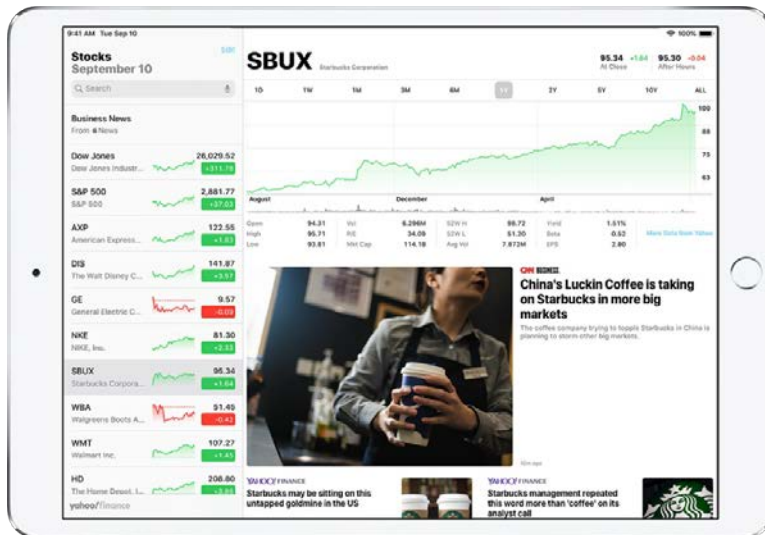 9:41 AM Tue Sep 10
100%
Stocks
Edit
September 10
Search
Business News
From 6 News
Dow Jones 26,029.52
Dow Jones Industr... +311.78
S&P 500 2,881.77
S&P 500 +37.03
AXP 122.55
American Express... +1.83
DIS 141.87
The Walt Disney C... +3.57
GE 9.57
General Electric C... -0.09
NKE 81.30
NIKE, Inc. +2.33
SBUX 95.34
Starbucks Corpora... +1.64
WBA 51.49
Walgreens Boots A... -0.42
WMT 107.27
Walmart Inc. +1.45
HD 208.80
The Home Depot, I...
yahoo!finance
SBUX Starbucks Corporation
95.34 +1.64 95.30 -0.04
At Close After Hours
1D 1W 1M 3M 6M 1Y 2Y 5Y 10Y ALL
100
88
75
63
August December April
Open 94.31 Vol 6.296M 52W H 99.72 Yield 1.51%
High 95.71 P/E 34.09 52W L 51.30 Beta 0.52 More Data from Yahoo
Low 93.81 Mkt Cap 114.1B Avg Vol 7.873M EPS 2.80
CNN BUSINESS
China's Luckin Coffee is taking
on Starbucks in more big
markets
The coffee company trying to topple Starbucks in China is
planning to storm other big markets.
10m ago
YAHOO! FINANCE
Starbucks may be sitting on this
untapped goldmine in the US
YAHOO! FINANCE
Starbucks management repeated
this word more than 'coffee' on its
analyst call